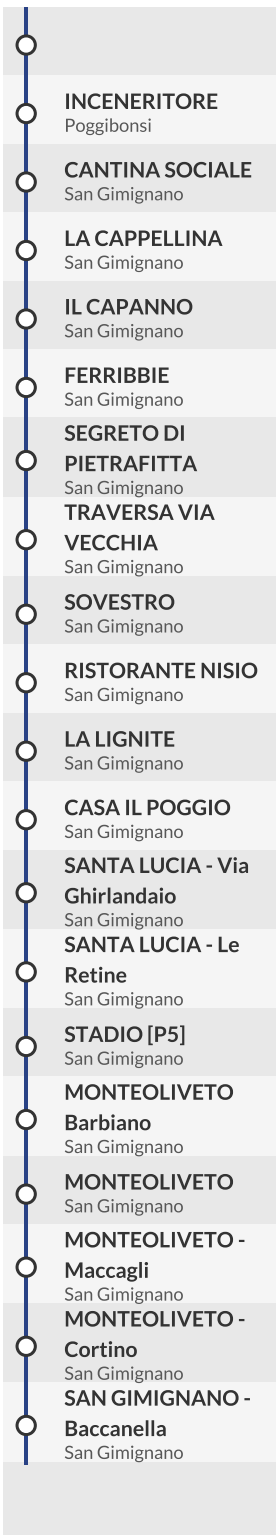 INCENERITORE
Poggibonsi
CANTINA SOCIALE
San Gimignano
LA CAPPELLINA
San Gimignano
IL CAPANNO
San Gimignano
FERRIBBIE
San Gimignano
SEGRETO DI
PIETRAFITTA
San Gimignano
TRAVERSA VIA
VECCHIA
San Gimignano
SOVESTRO
San Gimignano
RISTORANTE NISIO
San Gimignano
LA LIGNITE
San Gimignano
CASA IL POGGIO
San Gimignano
SANTA LUCIA - Via
Ghirlandaio
San Gimignano
SANTA LUCIA - Le
Retine
San Gimignano
STADIO [P5]
San Gimignano
MONTEOLIVETO
Barbiano
San Gimignano
MONTEOLIVETO
San Gimignano
MONTEOLIVETO -
Maccagli
San Gimignano
MONTEOLIVETO -
Cortino
San Gimignano
SAN GIMIGNANO -
Baccanella
San Gimignano